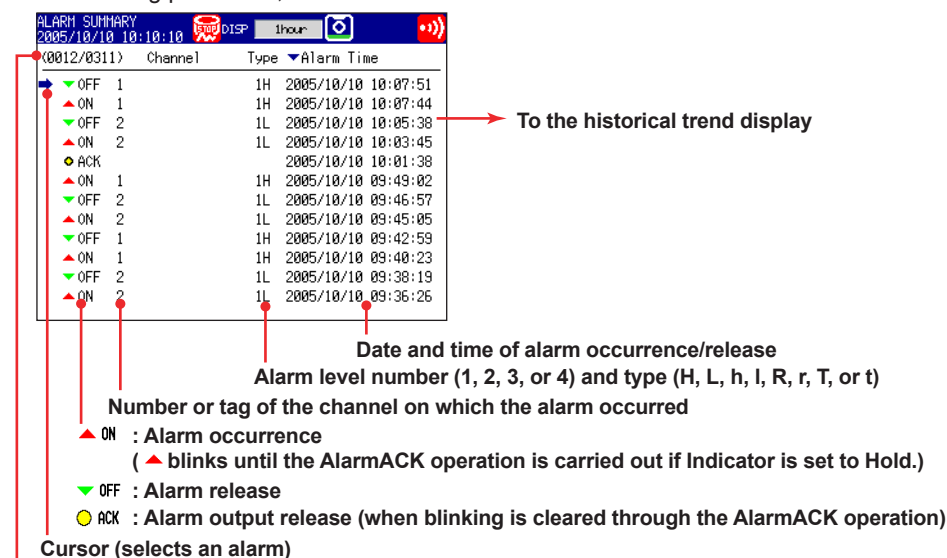 ALARM SUMMARY
2005/10/10 10:10:10 STOP DISP 1hour
(0012/0311) Channel Type ▼Alarm Time
▼OFF 1 1H 2005/10/10 10:07:51
▲ON 1 1H 2005/10/10 10:07:44
▼OFF 2 1L 2005/10/10 10:05:38
▲ON 2 1L 2005/10/10 10:03:45
ACK 2005/10/10 10:01:38
▲ON 1 1H 2005/10/10 09:49:02
▼OFF 2 1L 2005/10/10 09:46:57
▲ON 2 1L 2005/10/10 09:45:05
▼OFF 1 1H 2005/10/10 09:42:59
▲ON 1 1H 2005/10/10 09:40:23
▼OFF 2 1L 2005/10/10 09:38:19
▲ON 2 1L 2005/10/10 09:36:26
To the historical trend display
Date and time of alarm occurrence/release
Alarm level number (1, 2, 3, or 4) and type (H, L, h, l, R, r, T, or t)
Number or tag of the channel on which the alarm occurred
▲ ON : Alarm occurrence
( ▲ blinks until the AlarmACK operation is carried out if Indicator is set to Hold.)
▼ OFF : Alarm release
ACK : Alarm output release (when blinking is cleared through the AlarmACK operation)
Cursor (selects an alarm)